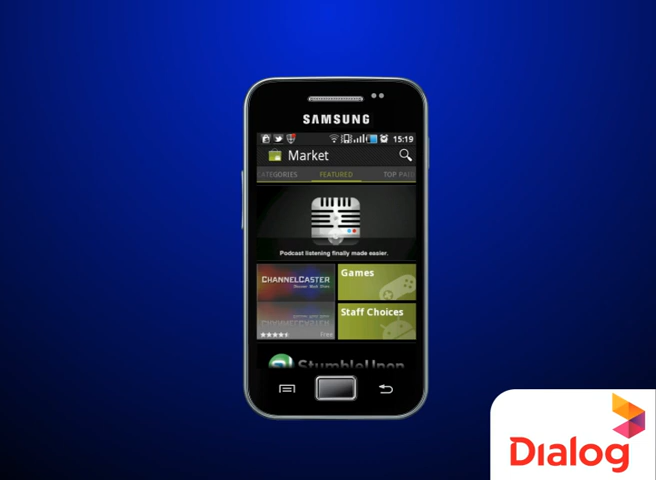 SAMSUNG
15:19
Market
ATEGORIES FEATURED TOP PAI
Podcast listening finally made easier.
CHANNELCASTER
Games
Staff Choices
Free
StumbleUpon
Dialog